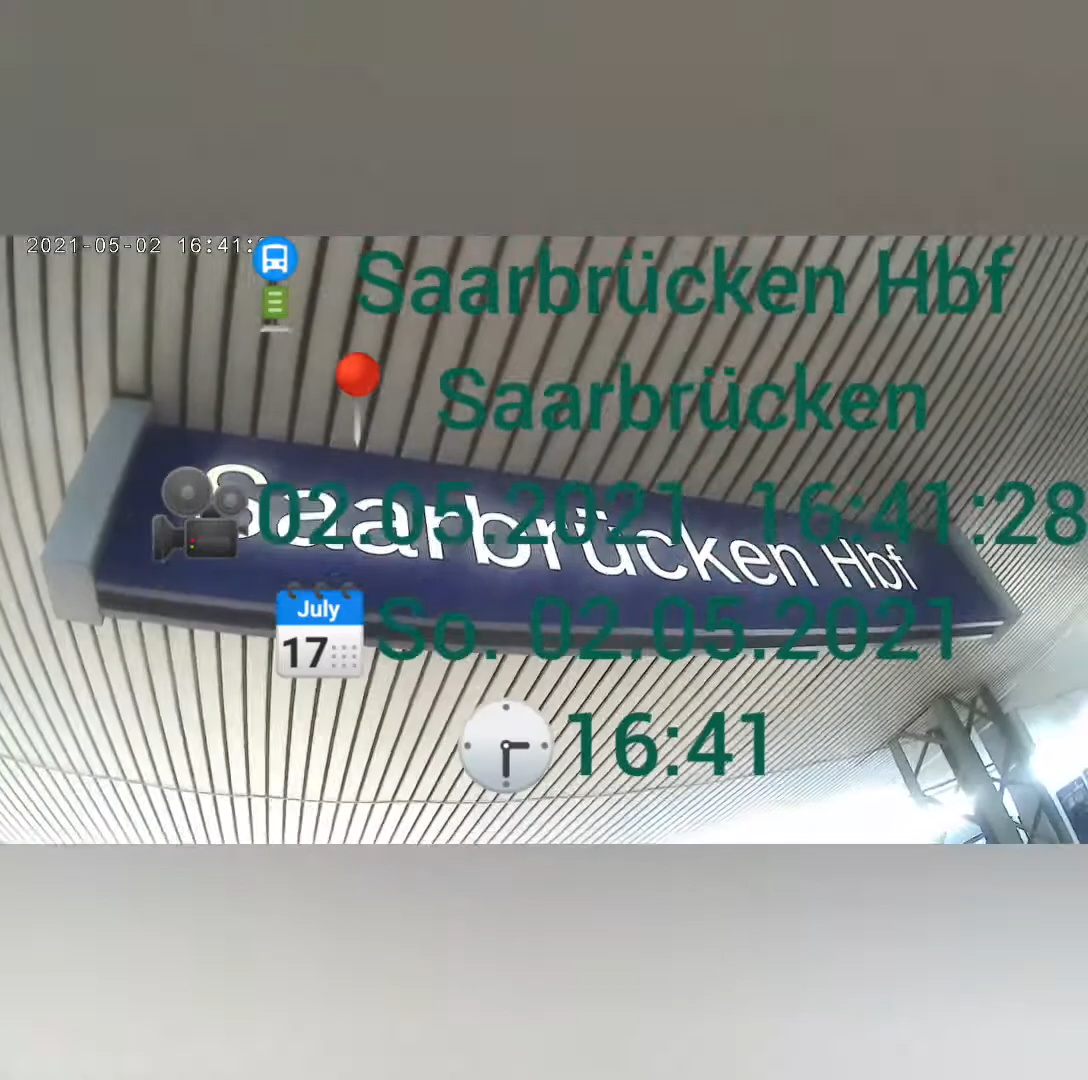 2021-05-02 16:41:
Saarbrücken Hbf
Saarbrücken
02.05.2021 16:41:28
Saarbrücken Hbf
July
17
So. 02.05.2021
16:41